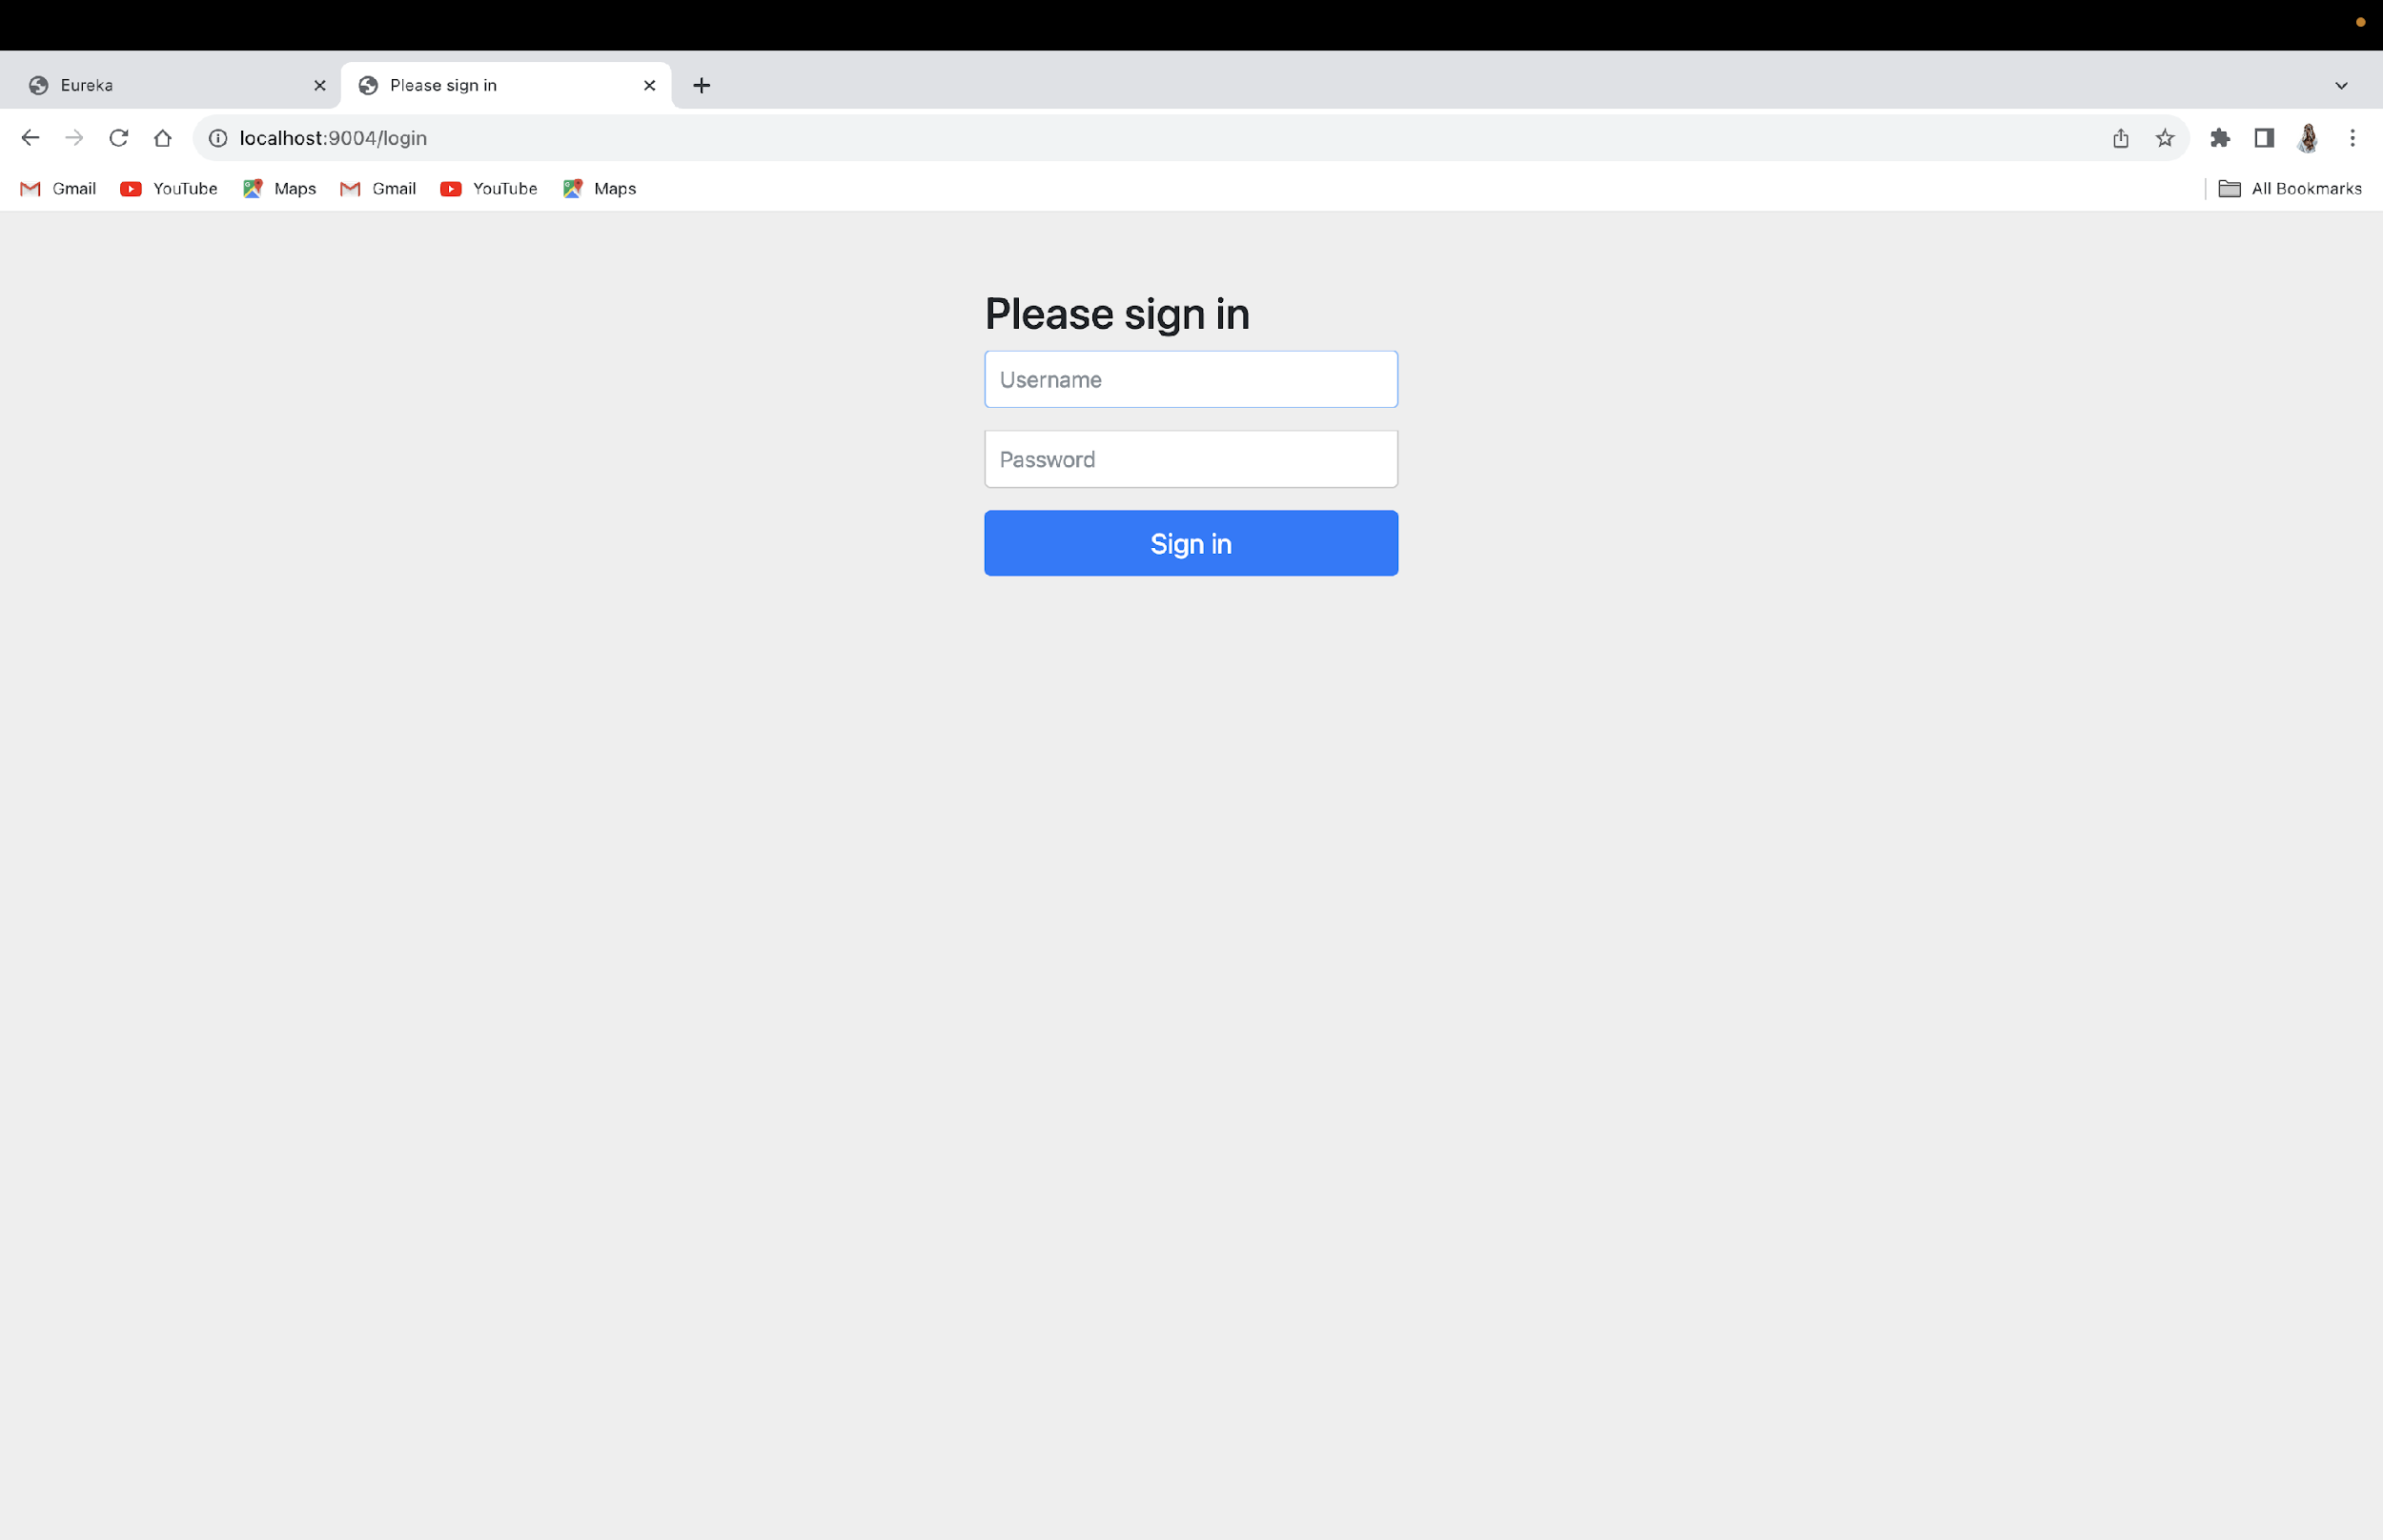 Eureka
Please sign in
localhost:9004/login
Gmail YouTube Maps Gmail YouTube Maps All Bookmarks
Please sign in
Username
Password
Sign in